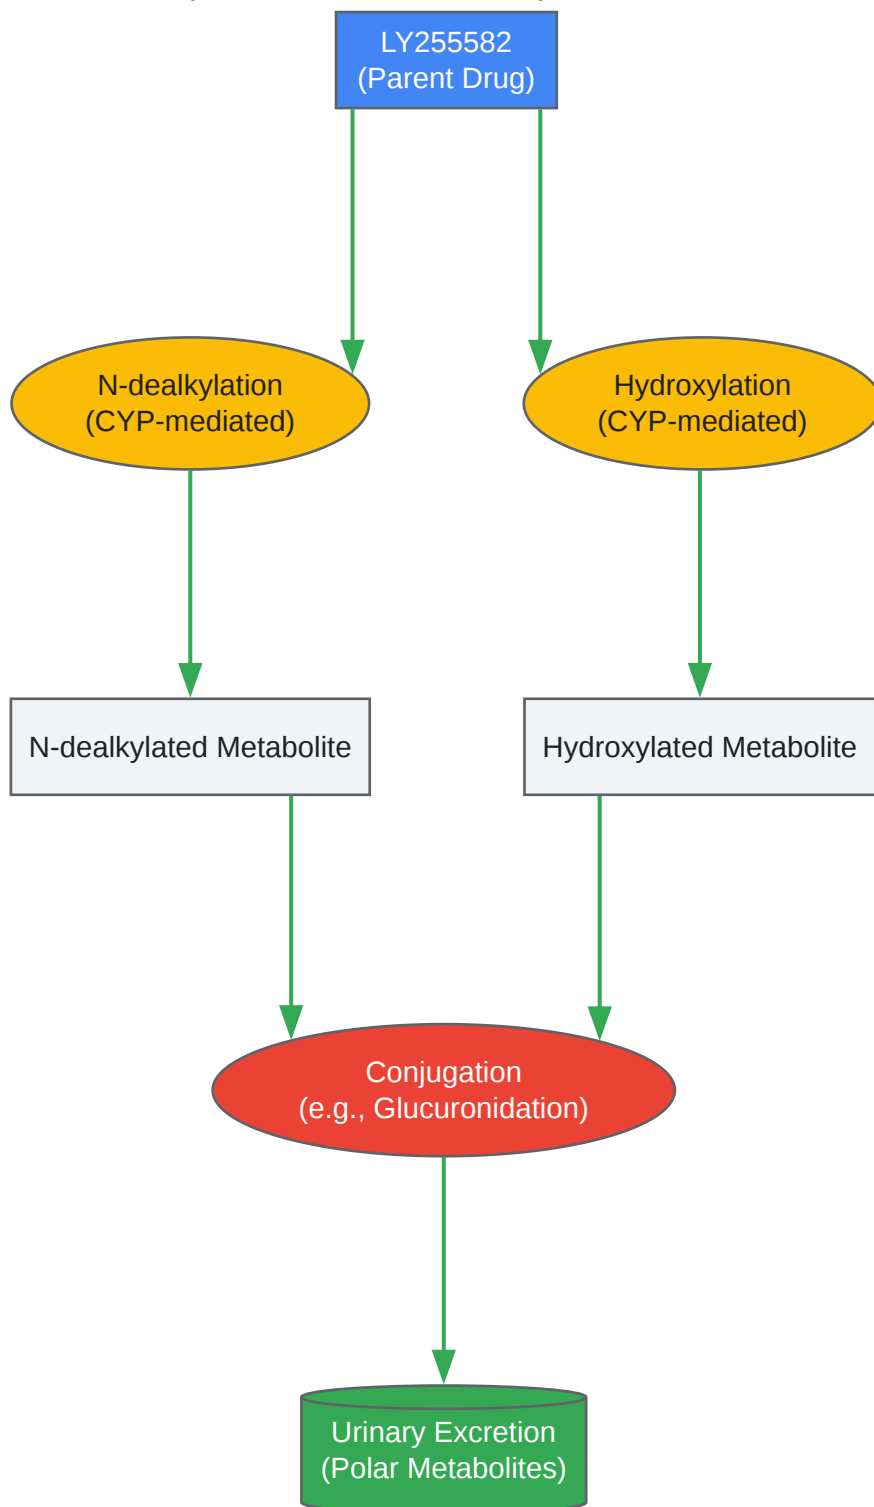 LY255582
(Parent Drug)
N-dealkylation
(CYP-mediated)
Hydroxylation
(CYP-mediated)
N-dealkylated Metabolite
Hydroxylated Metabolite
Conjugation
(e.g., Glucuronidation)
Urinary Excretion
(Polar Metabolites)